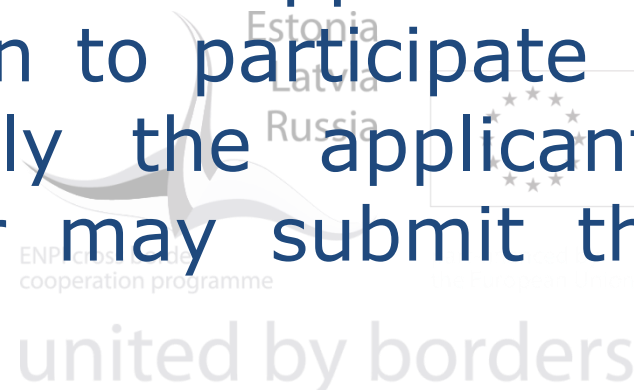 Estonia
n to participate
Latvia
Russia
ly the applicant
r may submit th
ENPI cross border
cooperation programme
united by borders